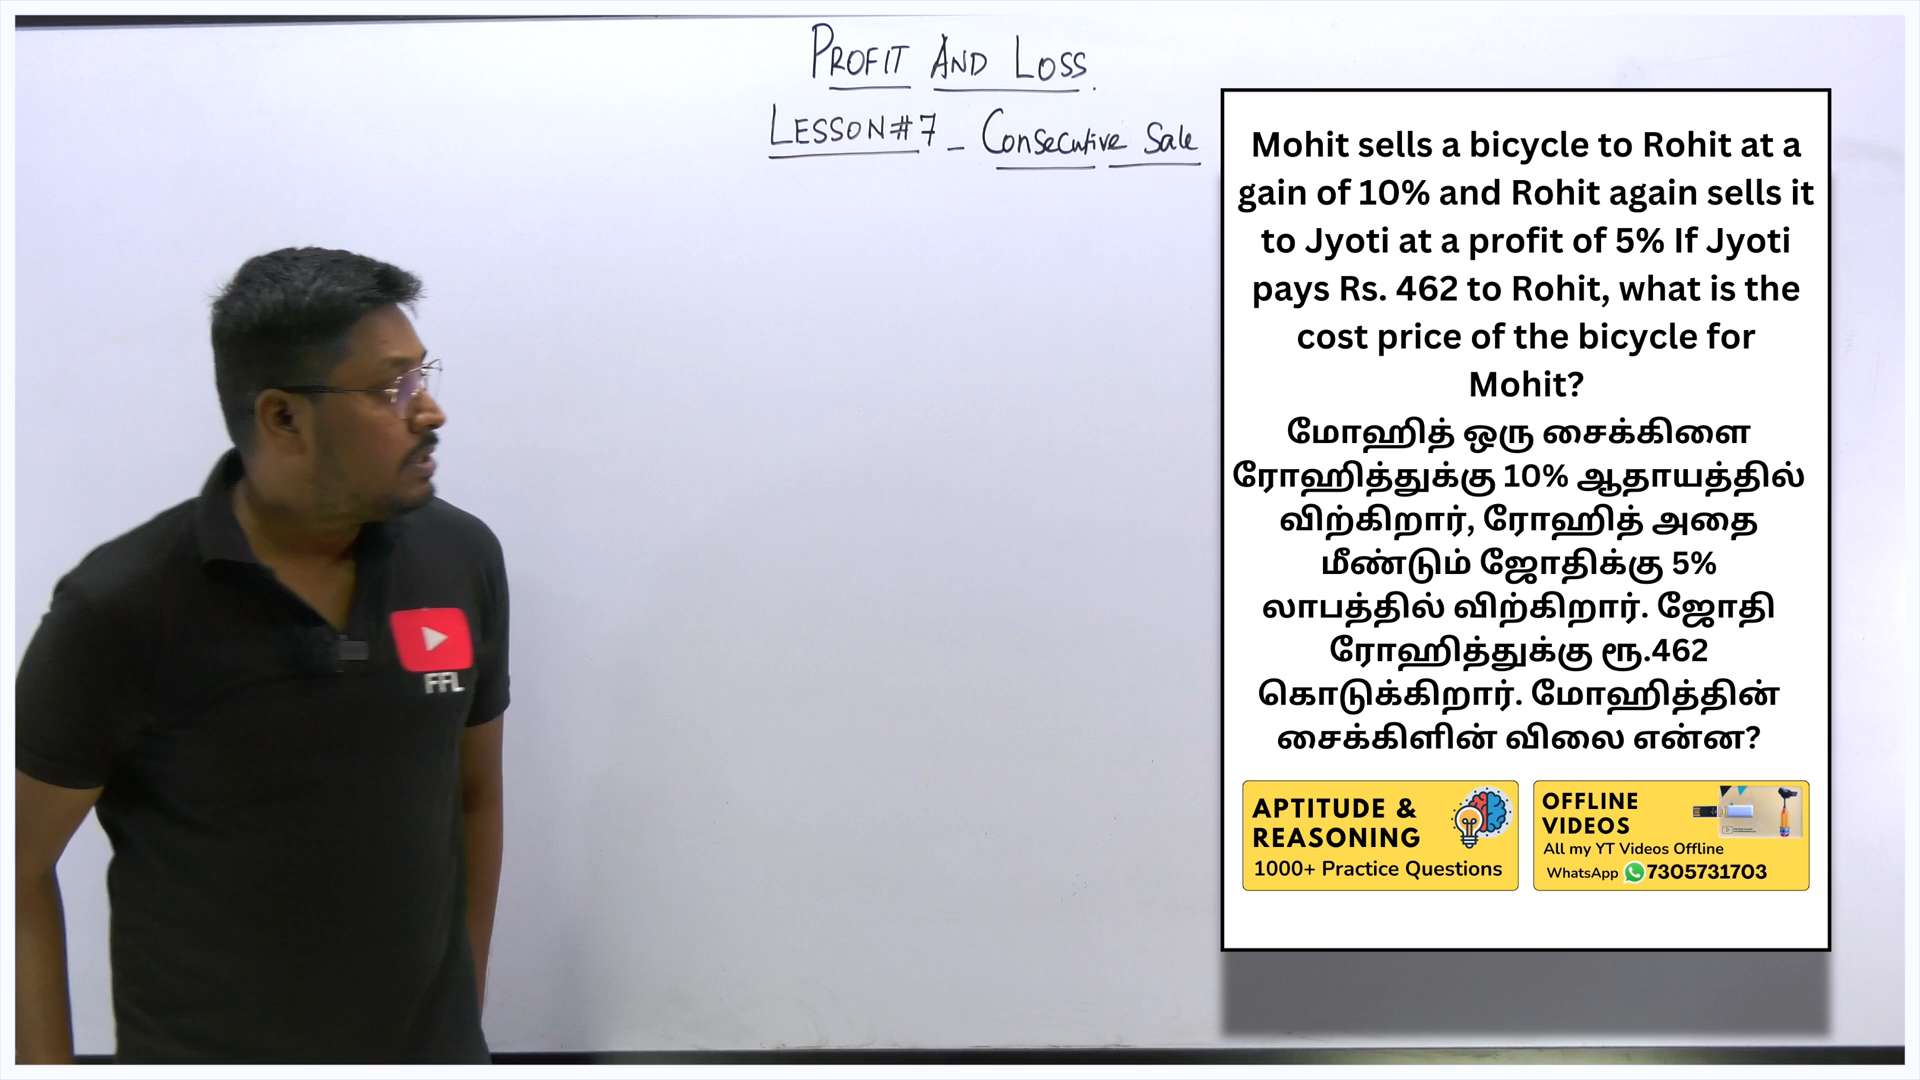 PROFIT AND LOSS.
LESSON#7 - Consecutive Sale
Mohit sells a bicycle to Rohit at a
gain of 10% and Rohit again sells it
to Jyoti at a profit of 5% If Jyoti
pays Rs. 462 to Rohit, what is the
cost price of the bicycle for
Mohit?
மோஹித் ஒரு சைக்கிளை
ரோஹித்துக்கு 10% ஆதாயத்தில்
விற்கிறார், ரோஹித் அதை
மீண்டும் ஜோதிக்கு 5%
லாபத்தில் விற்கிறார். ஜோதி
ரோஹித்துக்கு ரூ.462
கொடுக்கிறார். மோஹித்தின்
சைக்கிளின் விலை என்ன?
APTITUDE &
REASONING
1000+ Practice Questions
OFFLINE
VIDEOS
All my YT Videos Offline
WhatsApp 7305731703
FFL